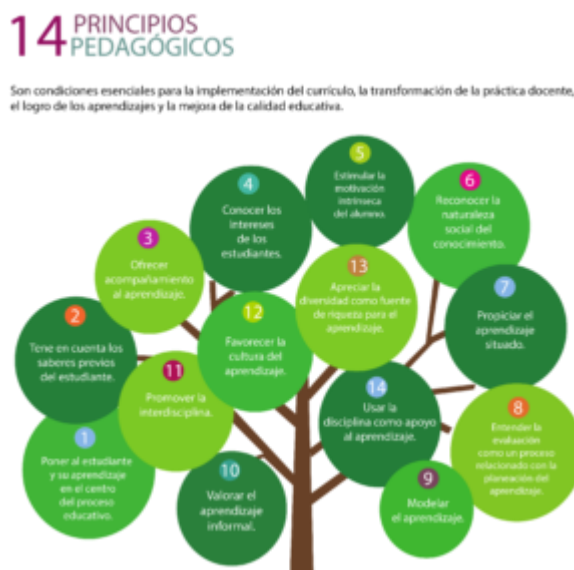 14 PRINCIPIOS
PEDAGÓGICOS
Son condiciones esenciales para la implementación del currículo, la transformación de la práctica docente,
el logro de los aprendizajes y la mejora de la calidad educativa.
1
Poner al estudiante
y su aprendizaje
en el centro
del proceso
educativo.
2
Tene en cuenta los
saberes previos
del estudiante.
3
Ofrecer
acompañamiento
al aprendizaje.
4
Conocer los
intereses
de los
estudiantes.
5
Estimular la
motivación
intrínseca
del alumno.
6
Reconocer la
naturaleza
social del
conocimiento.
7
Propiciar el
aprendizaje
situado.
8
Entender la
evaluación
como un proceso
relacionado con la
planeación del
aprendizaje.
9
Modelar
el aprendizaje.
10
Valorar el
aprendizaje
informal.
11
Promover la
interdisciplina.
12
Favorecer la
cultura del
aprendizaje.
13
Apreciar la
diversidad como fuente
de riqueza para el
aprendizaje.
14
Usar la
disciplina como apoyo
al aprendizaje.